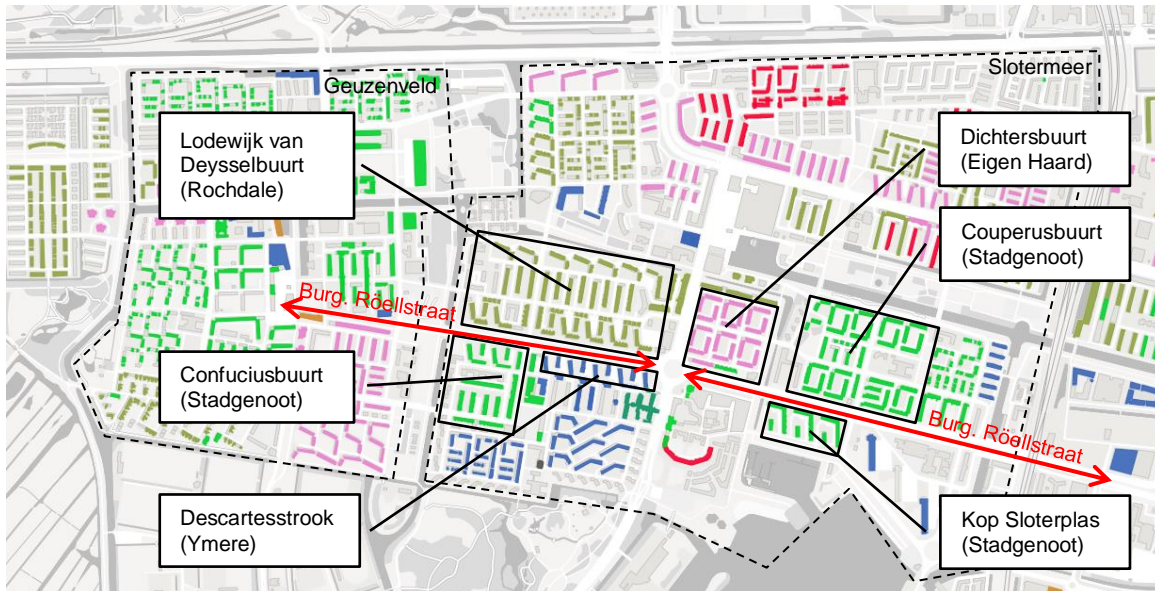 Geuzenveld
Slotermeer
Lodewijk van
Deysselbuurt
(Rochdale)
Dichtersbuurt
(Eigen Haard)
Couperusbuurt
(Stadgenoot)
Burg. Röellstraat
Confuciusbuurt
(Stadgenoot)
Burg. Röellstraat
Descartesstrook
(Ymere)
Kop Sloterplas
(Stadgenoot)